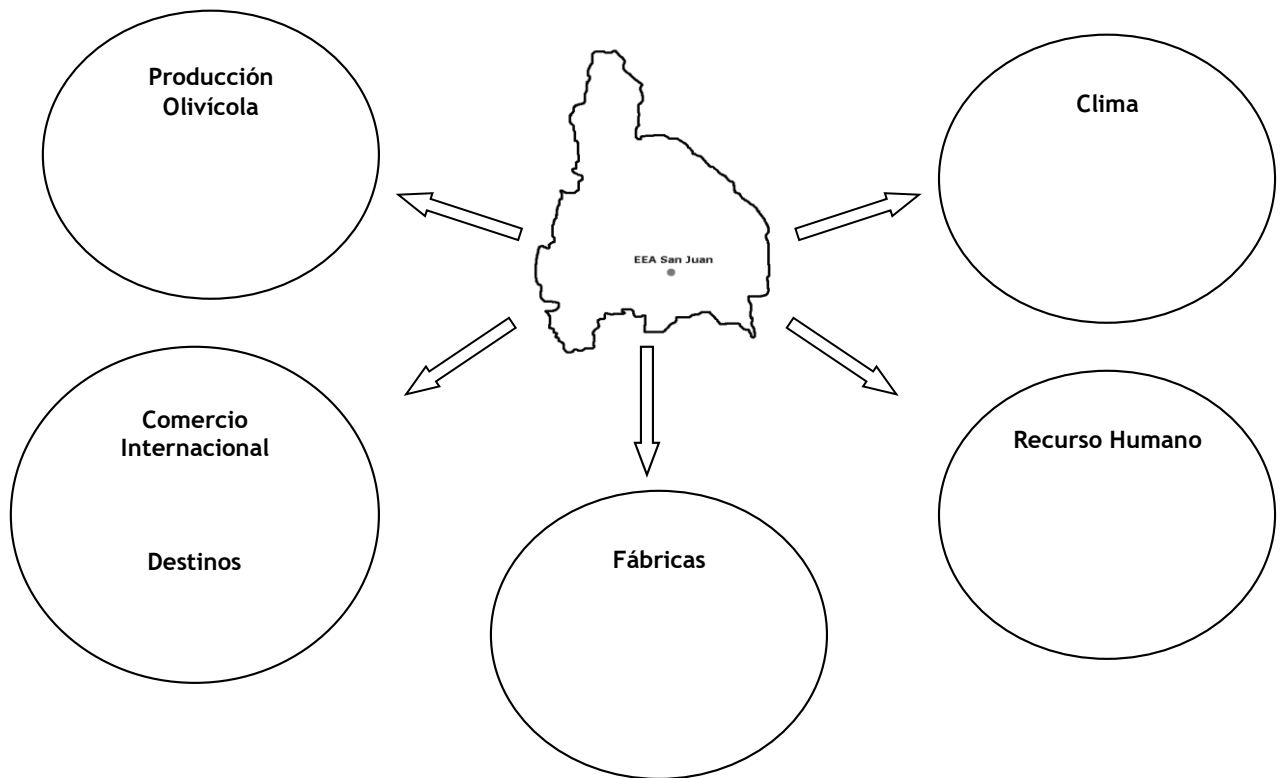 Producción
Olivícola
Clima
EEA San Juan
Comercio
Internacional
Destinos
Recurso Humano
Fábricas